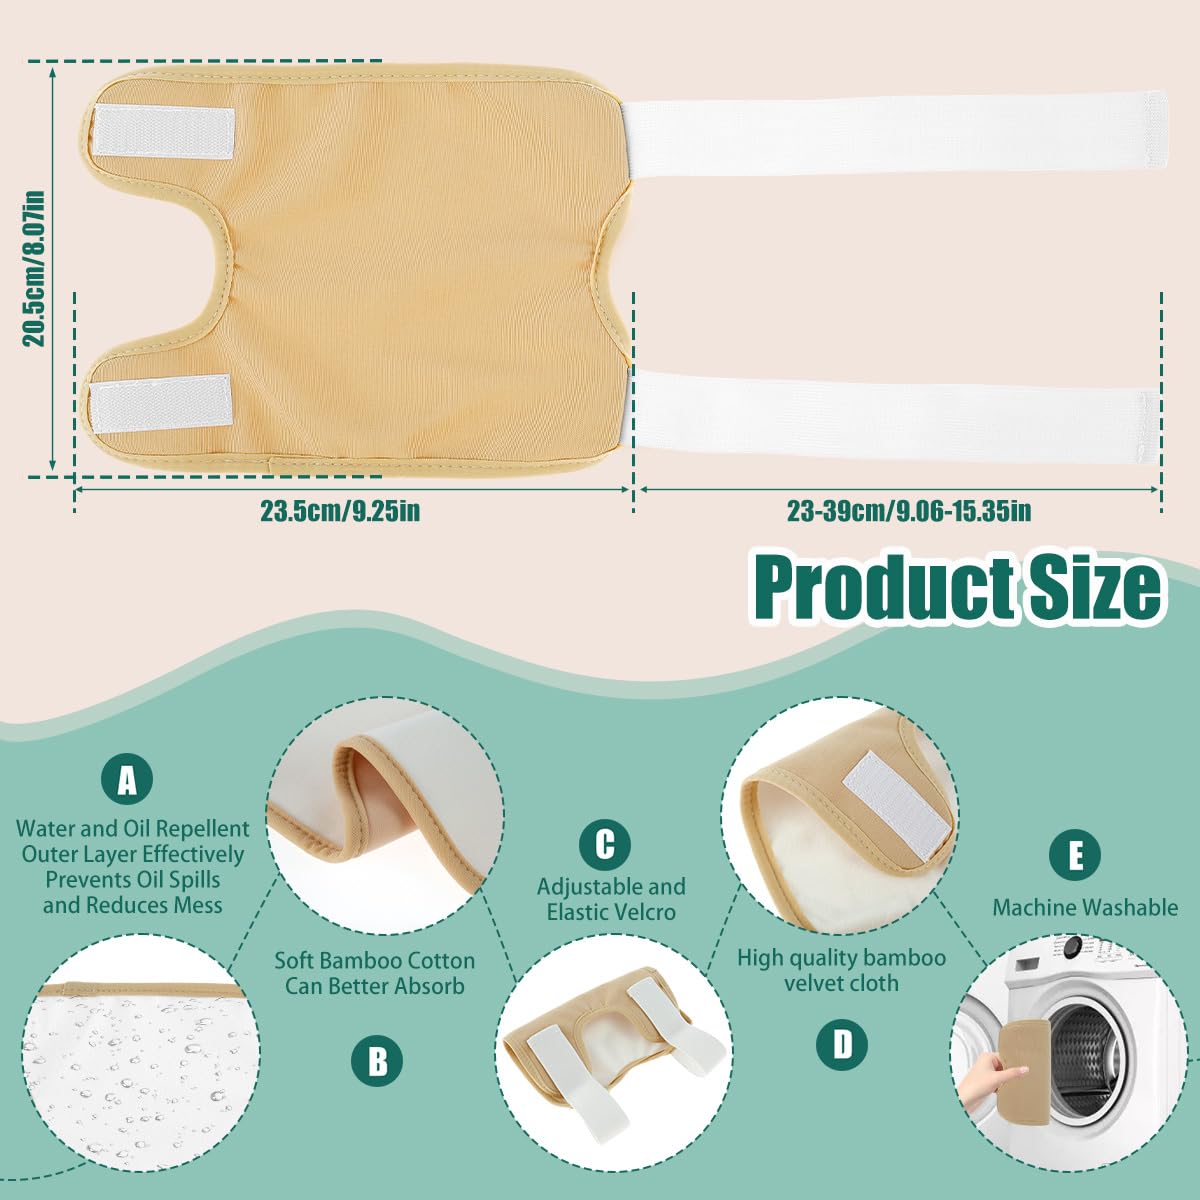 20.5cm/8.07in
23.5cm/9.25in
23-39cm/9.06-15.35in
Product Size
A
Water and Oil Repellent
Outer Layer Effectively
Prevents Oil Spills
and Reduces Mess
Soft Bamboo Cotton
Can Better Absorb
B
C
Adjustable and
Elastic Velcro
High quality bamboo
velvet cloth
D
E
Machine Washable